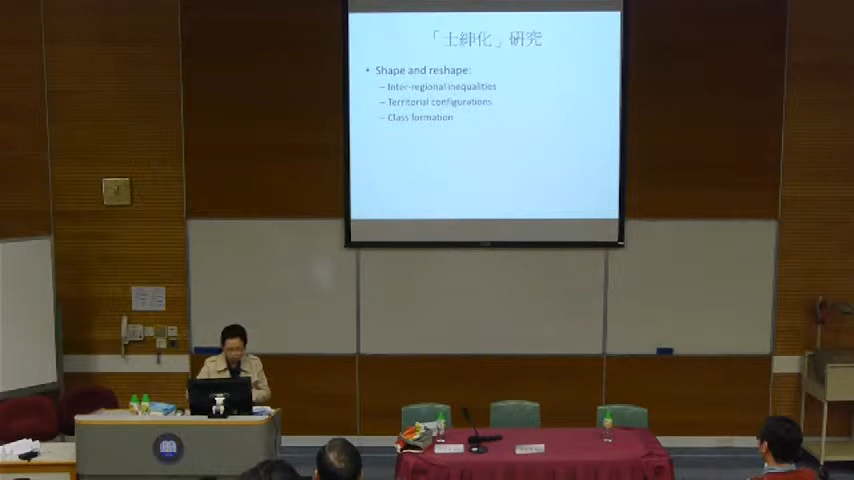 「士紳化」研究
• Shape and reshape:
– Inter-regional inequalities
– Territorial configurations
– Class formation